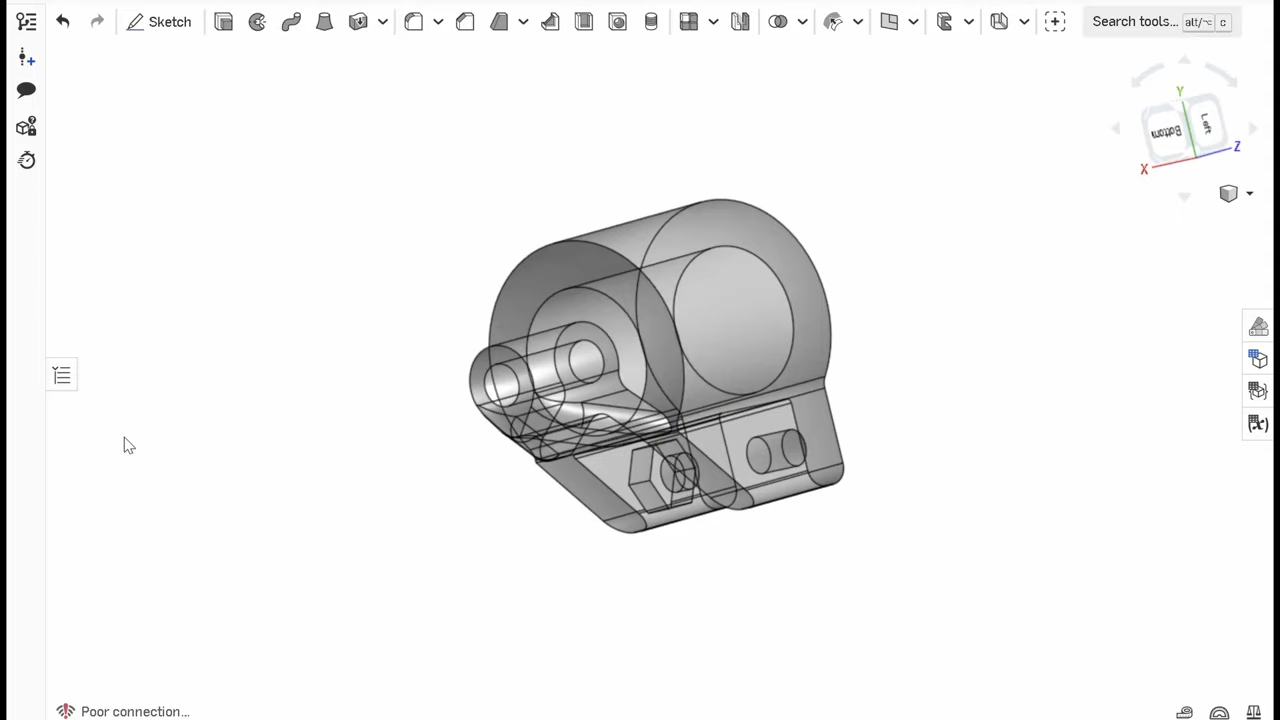 Sketch
Search tools... alt/⌥ c
Y
Bottom
Left
Z
X
Poor connection...